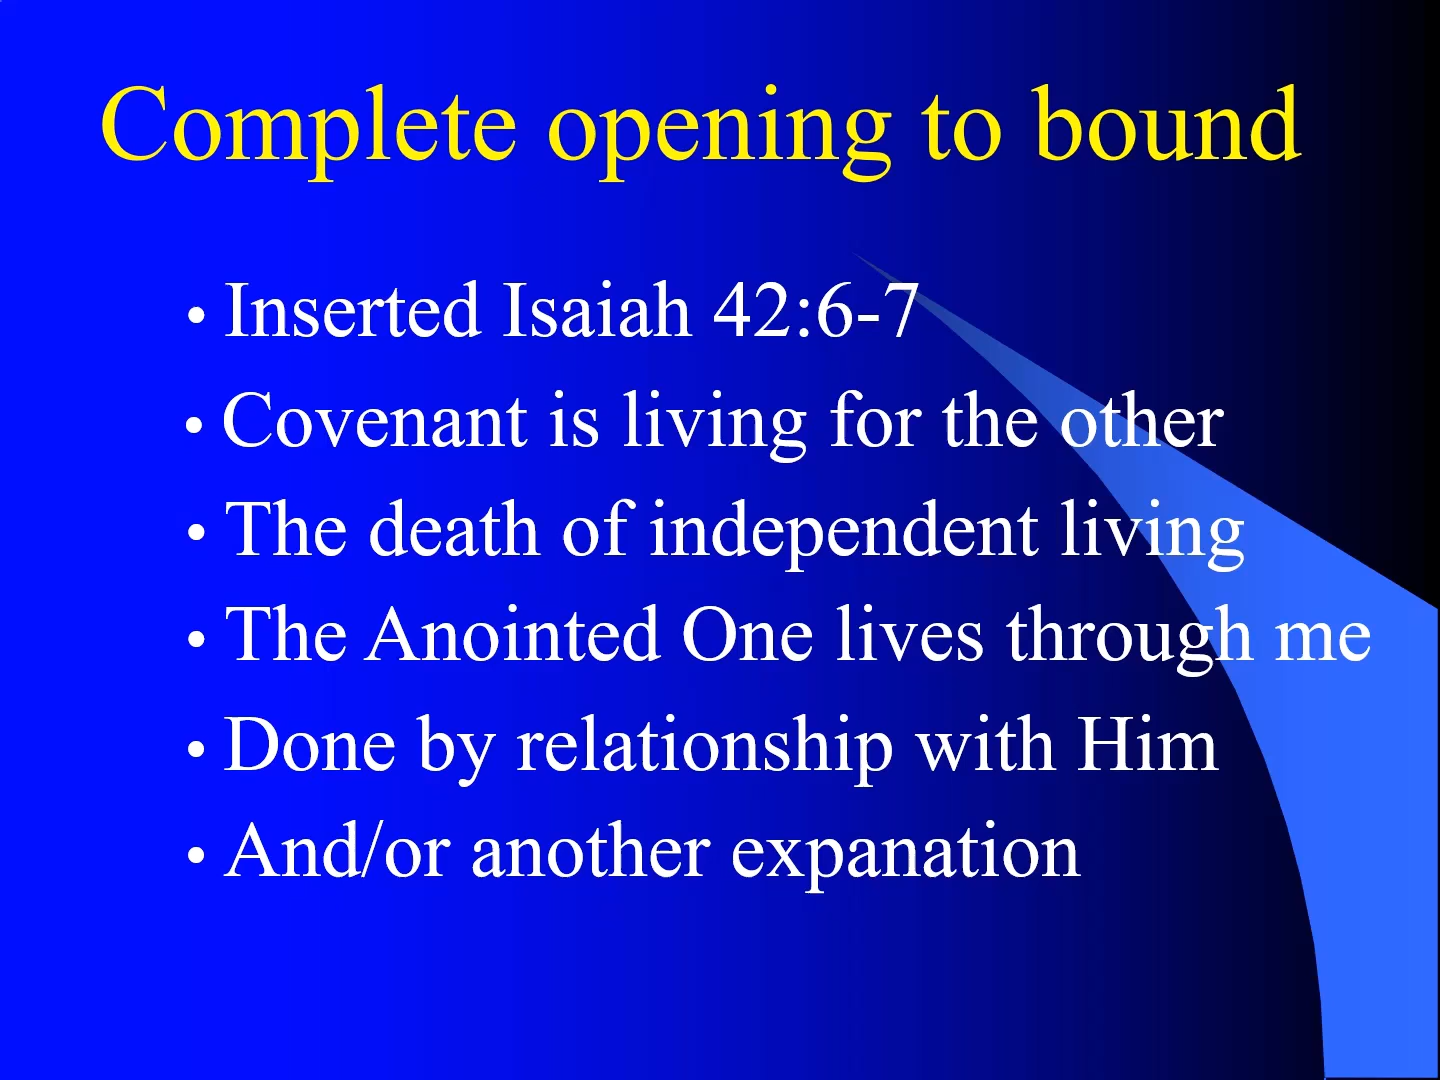 Complete opening to bound
• Inserted Isaiah 42:6-7
• Covenant is living for the other
• The death of independent living
• The Anointed One lives through me
• Done by relationship with Him
• And/or another expanation